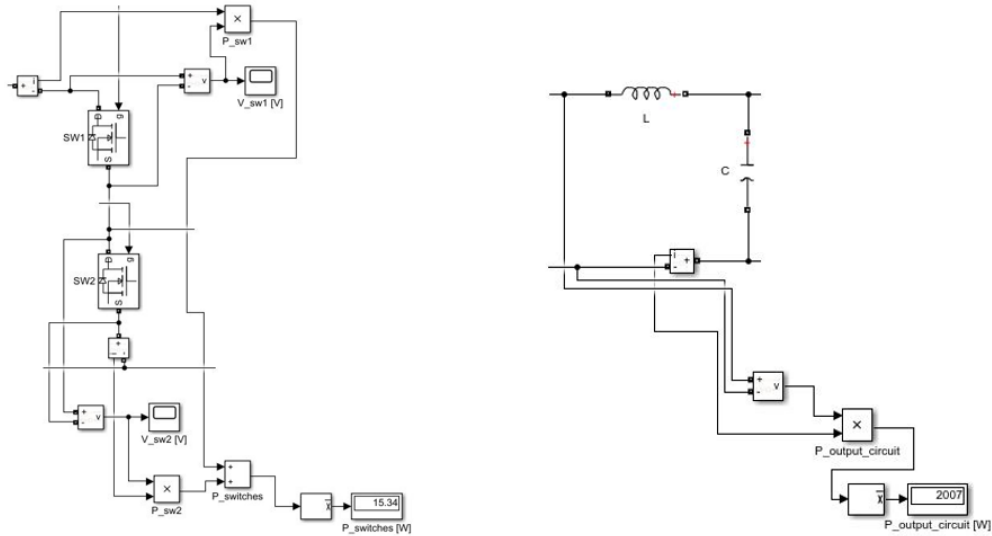 P_sw1
V_sw1 [V]
g
D
SW1
S
g
D
SW2
S
v
V_sw2 [V]
P_sw2
P_switches
15.34
P_switches [W]
L
C
i
v
P_output_circuit
2007
P_output_circuit [W]